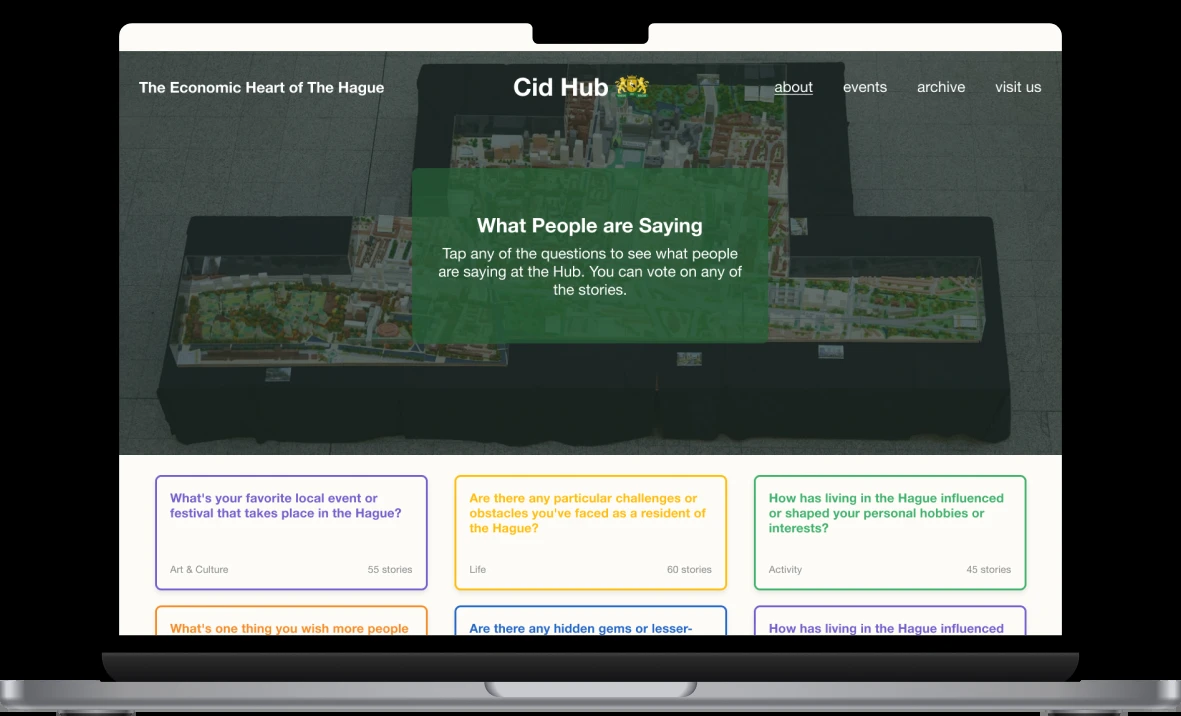 The Economic Heart of The Hague
Cid Hub
about
events
archive
visit us
What People are Saying
Tap any of the questions to see what people
are saying at the Hub. You can vote on any of
the stories.
What's your favorite local event or
festival that takes place in the Hague?
Art & Culture
55 stories
Are there any particular challenges or
obstacles you've faced as a resident of
the Hague?
Life
60 stories
How has living in the Hague influenced
or shaped your personal hobbies or
interests?
Activity
45 stories
What's one thing you wish more people
Are there any hidden gems or lesser-
How has living in the Hague influenced